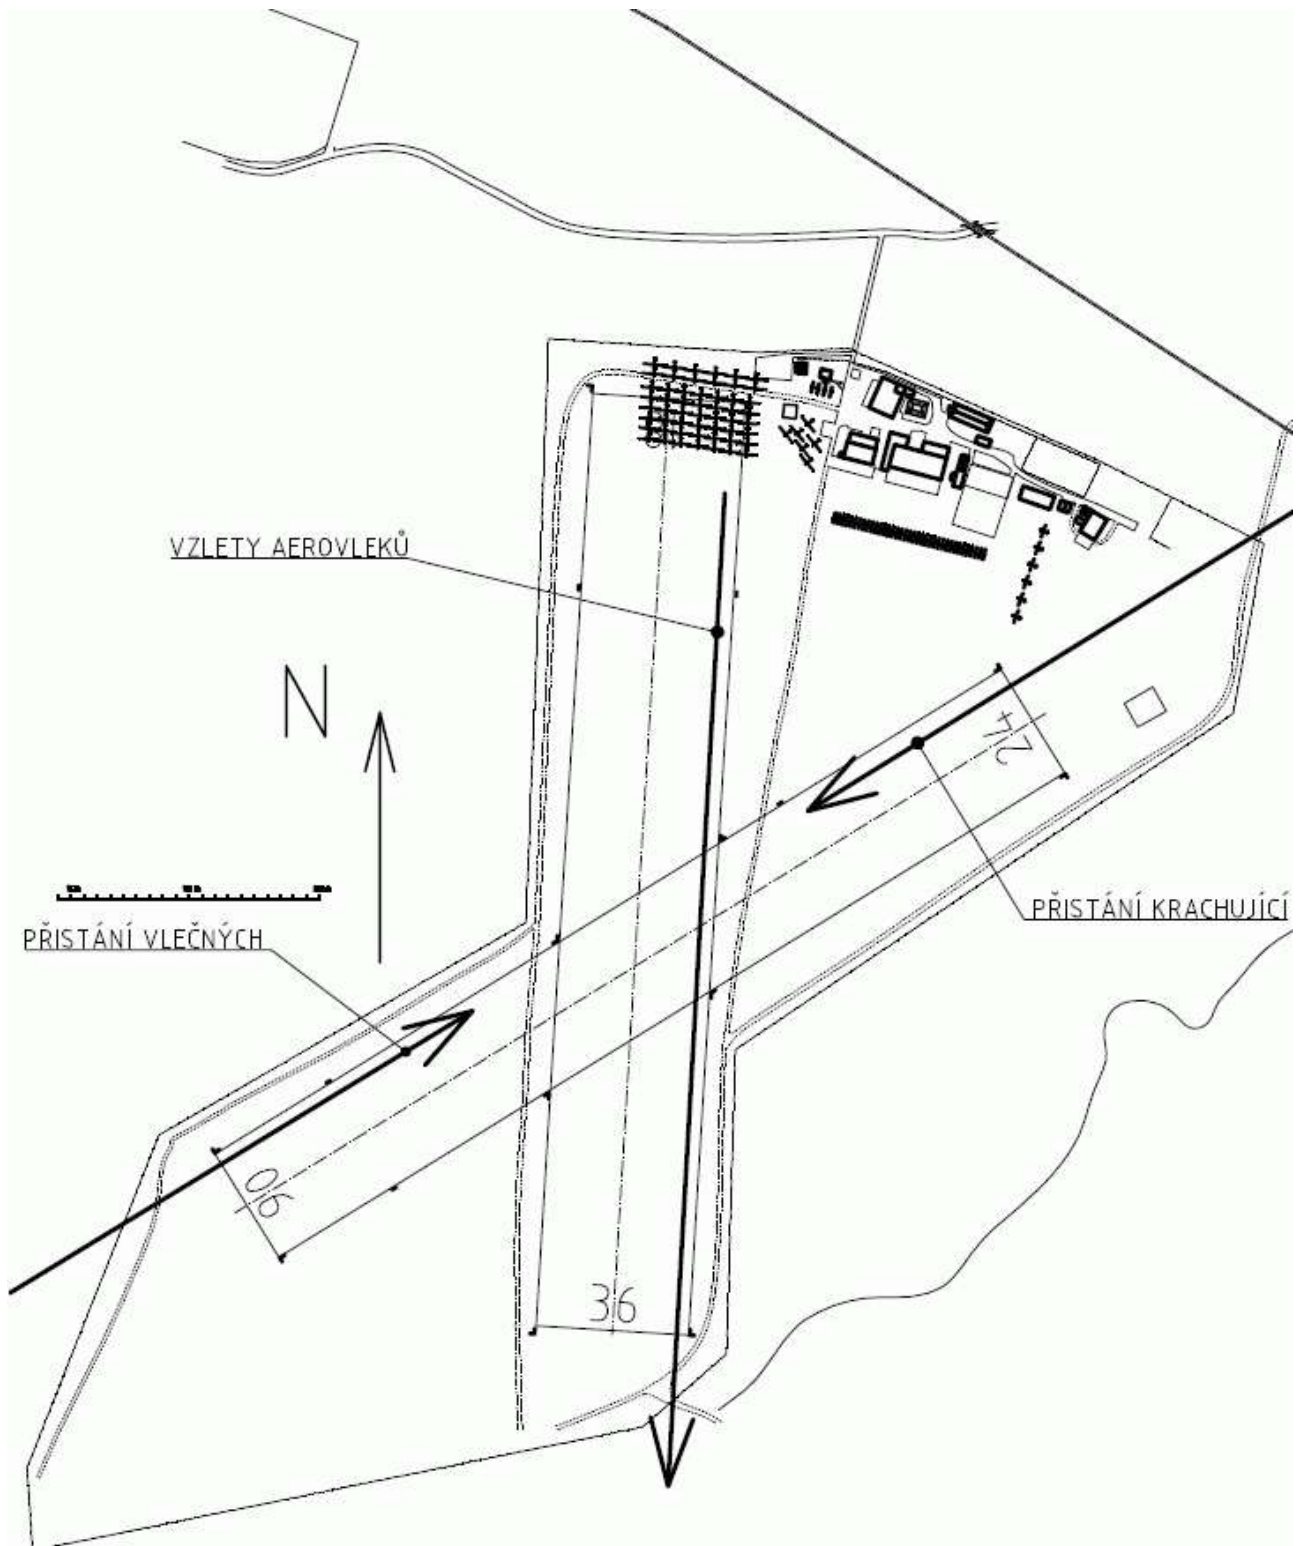 VZLETY AEROVLEKŮ
N
24
PŘISTÁNÍ KRACHUJÍCÍ
PŘISTÁNÍ VLEČNÝCH
06
36